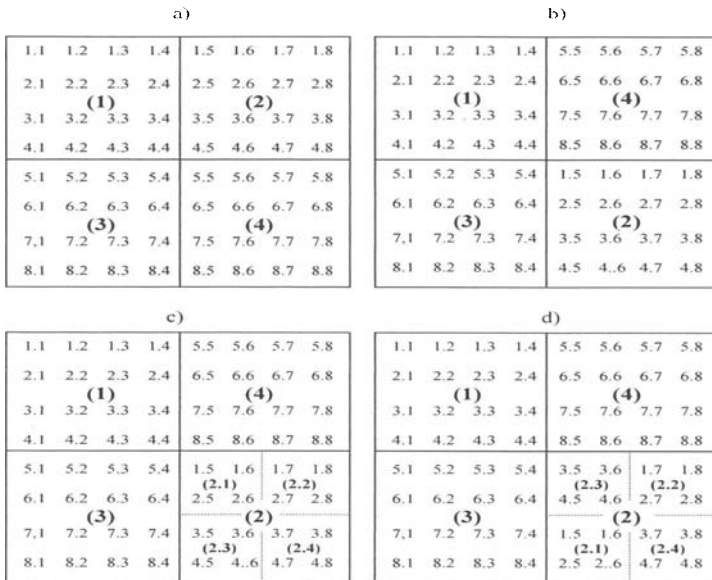 a)
1.1 1.2 1.3 1.4 1.5 1.6 1.7 1.8
2.1 2.2 2.3 2.4 2.5 2.6 2.7 2.8
(1) (2)
3.1 3.2 3.3 3.4 3.5 3.6 3.7 3.8
4.1 4.2 4.3 4.4 4.5 4.6 4.7 4.8
5.1 5.2 5.3 5.4 5.5 5.6 5.7 5.8
6.1 6.2 6.3 6.4 6.5 6.6 6.7 6.8
(3) (4)
7,1 7.2 7.3 7.4 7.5 7.6 7.7 7.8
8.1 8.2 8.3 8.4 8.5 8.6 8.7 8.8
b)
1.1 1.2 1.3 1.4 5.5 5.6 5.7 5.8
2.1 2.2 2.3 2.4 6.5 6.6 6.7 6.8
(1) (4)
3.1 3.2 3.3 3.4 7.5 7.6 7.7 7.8
4.1 4.2 4.3 4.4 8.5 8.6 8.7 8.8
5.1 5.2 5.3 5.4 1.5 1.6 1.7 1.8
6.1 6.2 6.3 6.4 2.5 2.6 2.7 2.8
(3) (2)
7,1 7.2 7.3 7.4 3.5 3.6 3.7 3.8
8.1 8.2 8.3 8.4 4.5 4..6 4.7 4.8
c)
1.1 1.2 1.3 1.4 5.5 5.6 5.7 5.8
2.1 2.2 2.3 2.4 6.5 6.6 6.7 6.8
(1) (4)
3.1 3.2 3.3 3.4 7.5 7.6 7.7 7.8
4.1 4.2 4.3 4.4 8.5 8.6 8.7 8.8
5.1 5.2 5.3 5.4 1.5 1.6 1.7 1.8
(2.1) (2.2)
6.1 6.2 6.3 6.4 2.5 2.6 2.7 2.8
(3) (2)
7,1 7.2 7.3 7.4 3.5 3.6 3.7 3.8
(2.3) (2.4)
8.1 8.2 8.3 8.4 4.5 4..6 4.7 4.8
d)
1.1 1.2 1.3 1.4 5.5 5.6 5.7 5.8
2.1 2.2 2.3 2.4 6.5 6.6 6.7 6.8
(1) (4)
3.1 3.2 3.3 3.4 7.5 7.6 7.7 7.8
4.1 4.2 4.3 4.4 8.5 8.6 8.7 8.8
5.1 5.2 5.3 5.4 3.5 3.6 1.7 1.8
(2.3) (2.2)
6.1 6.2 6.3 6.4 4.5 4.6 2.7 2.8
(3) (2)
7,1 7.2 7.3 7.4 1.5 1.6 3.7 3.8
(2.1) (2.4)
8.1 8.2 8.3 8.4 2.5 2..6 4.7 4.8